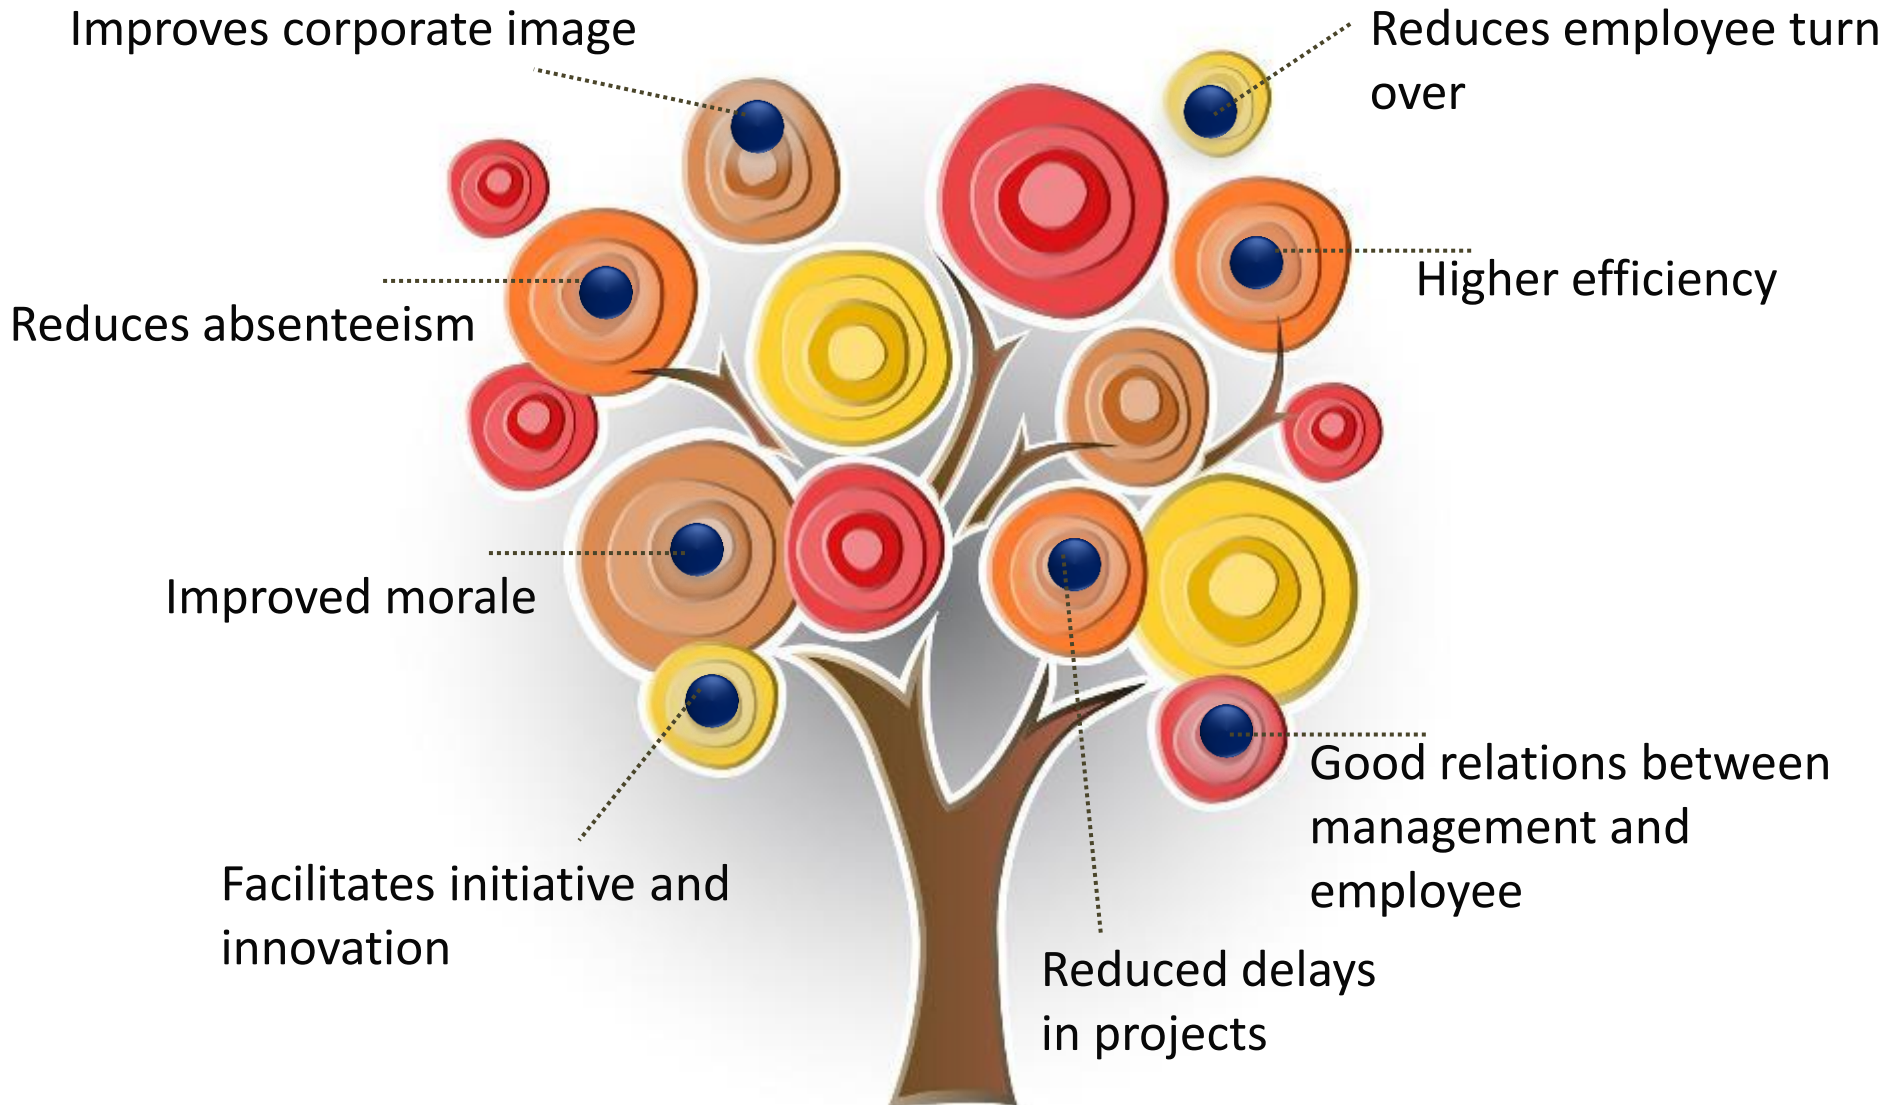 Improves corporate image
Reduces employee turn
over
Higher efficiency
Reduces absenteeism
Improved morale
Good relations between
management and
employee
Facilitates initiative and
innovation
Reduced delays
in projects